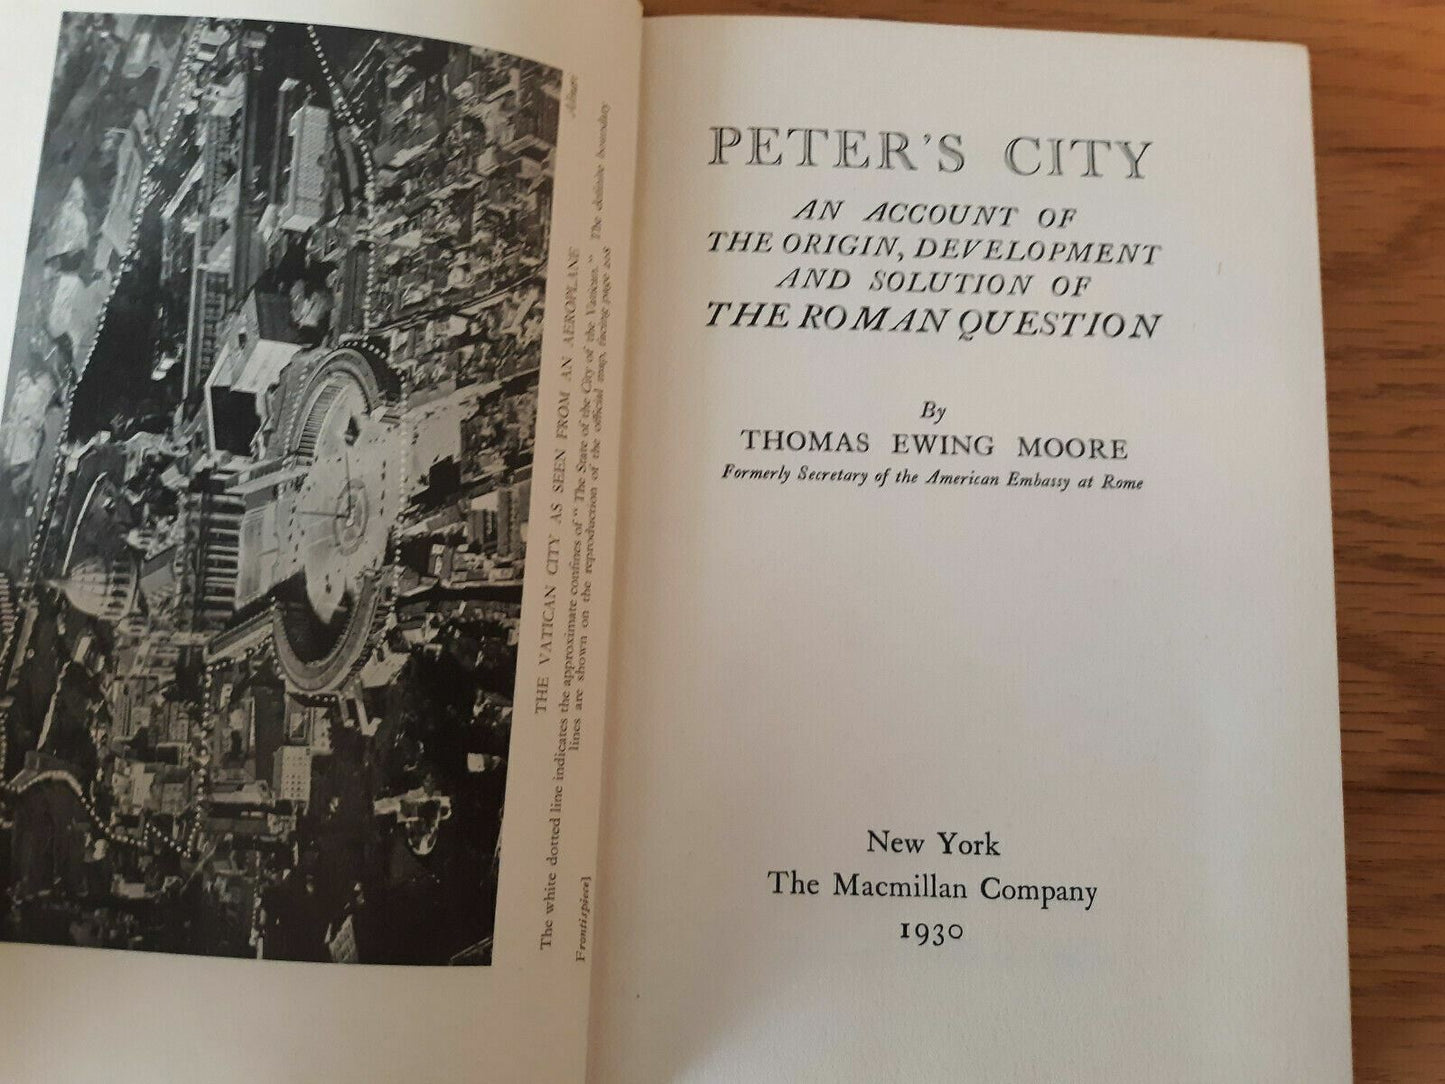 THE VATICAN CITY AS SEEN FROM AN AEROPLANE
Alinari
The white dotted line indicates the approximate confines of "The State of the City of the Vatican." The definite boundary
lines are shown on the reproduction of the official map, facing page 208
Frontispiece]
PETER'S CITY
AN ACCOUNT OF
THE ORIGIN, DEVELOPMENT
AND SOLUTION OF
THE ROMAN QUESTION
By
THOMAS EWING MOORE
Formerly Secretary of the American Embassy at Rome
New York
The Macmillan Company
1930